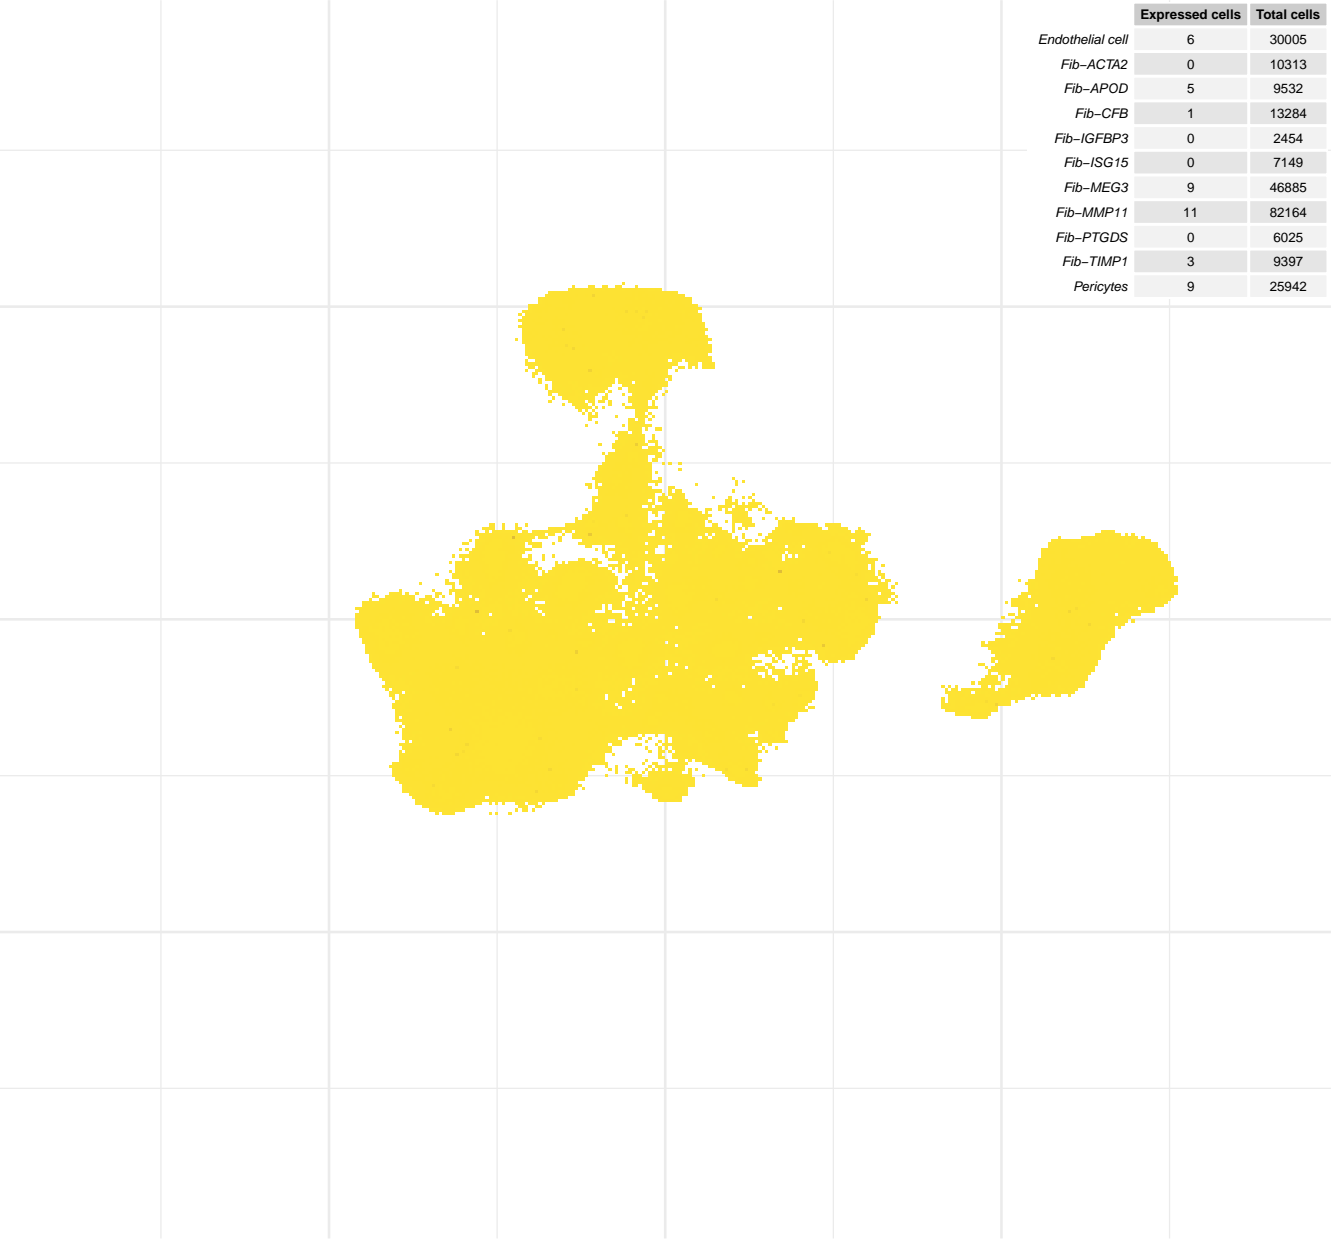 Expressed cells Total cells
Endothelial cell 6 30005
Fib−ACTA2 0 10313
Fib−APOD 5 9532
Fib−CFB 1 13284
Fib−IGFBP3 0 2454
Fib−ISG15 0 7149
Fib−MEG3 9 46885
Fib−MMP11 11 82164
Fib−PTGDS 0 6025
Fib−TIMP1 3 9397
Pericytes 9 25942